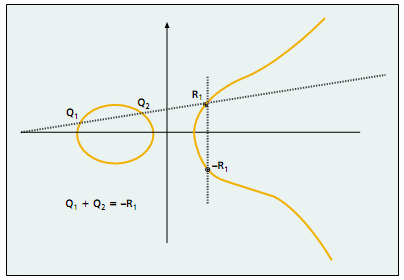 R₁
Q₂
Q₁
–R₁
Q₁ + Q₂ = –R₁